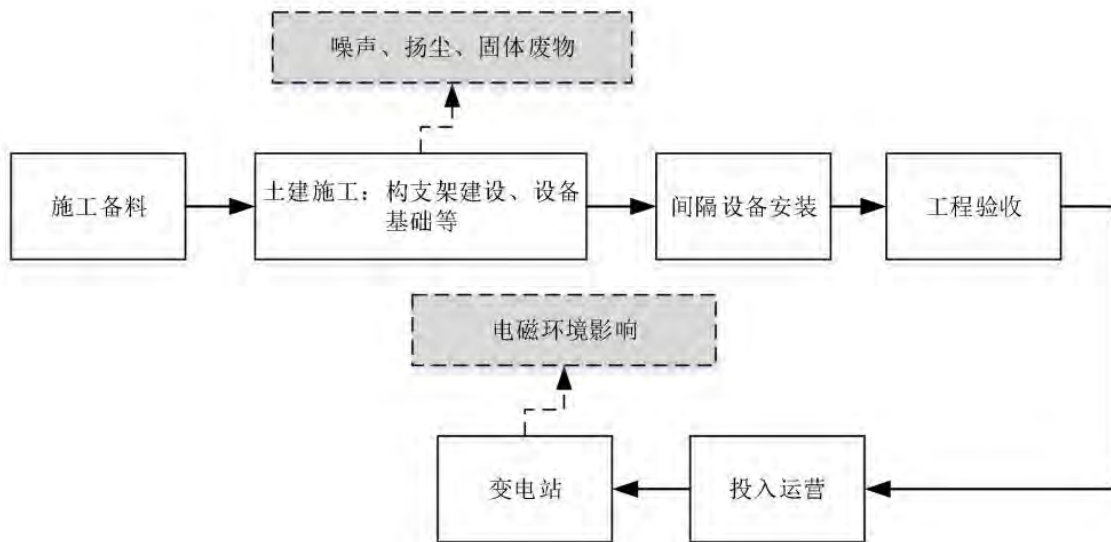 噪声、扬尘、固体废物
施工备料
土建施工：构支架建设、设备
基础等
间隔设备安装
工程验收
电磁环境影响
变电站
投入运营